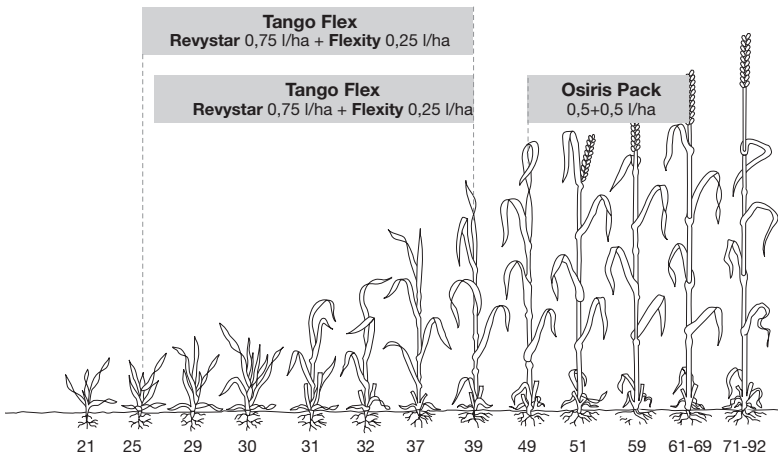 Tango Flex
Revystar 0,75 l/ha + Flexity 0,25 l/ha
Tango Flex
Revystar 0,75 l/ha + Flexity 0,25 l/ha
Osiris Pack
0,5+0,5 l/ha
21 25 29 30 31 32 37 39 49 51 59 61-69 71-92